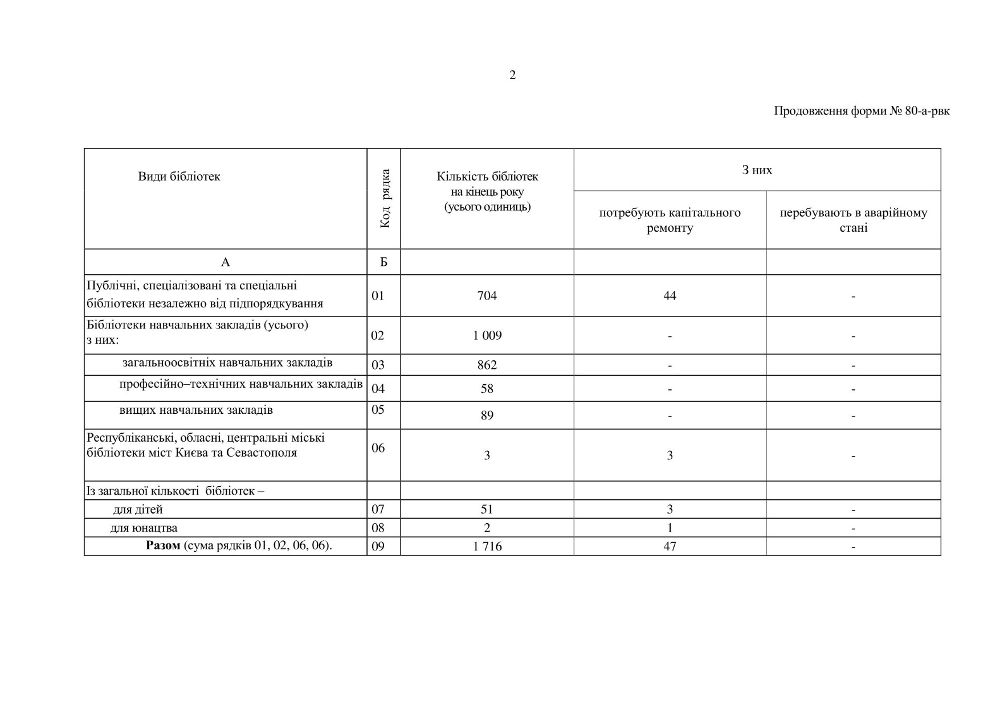 2
Продовження форми № 80-а-рвк
Види бібліотек
Код рядка
Кількість бібліотек
на кінець року
(усього одиниць)
З них
потребують капітального
ремонту
перебувають в аварійному
стані
А Б
Публічні, спеціалізовані та спеціальні
бібліотеки незалежно від підпорядкування
01 704 44 -
Бібліотеки навчальних закладів (усього)
з них:
02 1 009 - -
загальноосвітніх навчальних закладів 03 862 - -
професійно–технічних навчальних закладів 04 58 - -
вищих навчальних закладів 05 89 - -
Республіканські, обласні, центральні міські
бібліотеки міст Києва та Севастополя
06 3 3 -
Із загальної кількості бібліотек –
для дітей 07 51 3 -
для юнацтва 08 2 1 -
Разом (сума рядків 01, 02, 06, 06). 09 1 716 47 -